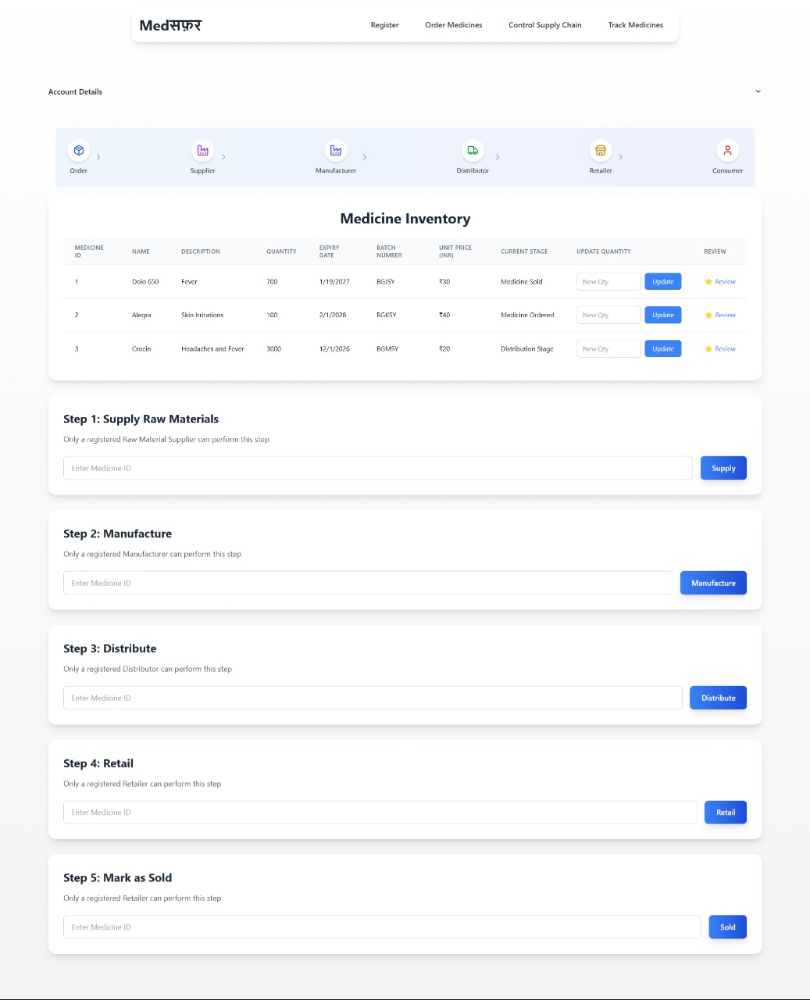 Medसफ़र
Register Order Medicines Control Supply Chain Track Medicines
Account Details
Order Supplier Manufacturer Distributor Retailer Consumer
Medicine Inventory
MEDICINE ID NAME DESCRIPTION QUANTITY EXPIRY DATE BATCH NUMBER UNIT PRICE (INR) CURRENT STAGE UPDATE QUANTITY REVIEW
1 Dolo 650 Fever 700 1/19/2027 BGJSY ₹30 Medicine Sold New Qty Update Review
2 Alegra Skin Irritations 100 2/1/2028 BGKSY ₹40 Medicine Ordered New Qty Update Review
3 Crocin Headaches and Fever 3000 12/1/2026 BGMSY ₹20 Distribution Stage New Qty Update Review
Step 1: Supply Raw Materials
Only a registered Raw Material Supplier can perform this step
Enter Medicine ID Supply
Step 2: Manufacture
Only a registered Manufacturer can perform this step
Enter Medicine ID Manufacture
Step 3: Distribute
Only a registered Distributor can perform this step
Enter Medicine ID Distribute
Step 4: Retail
Only a registered Retailer can perform this step
Enter Medicine ID Retail
Step 5: Mark as Sold
Only a registered Retailer can perform this step
Enter Medicine ID Sold